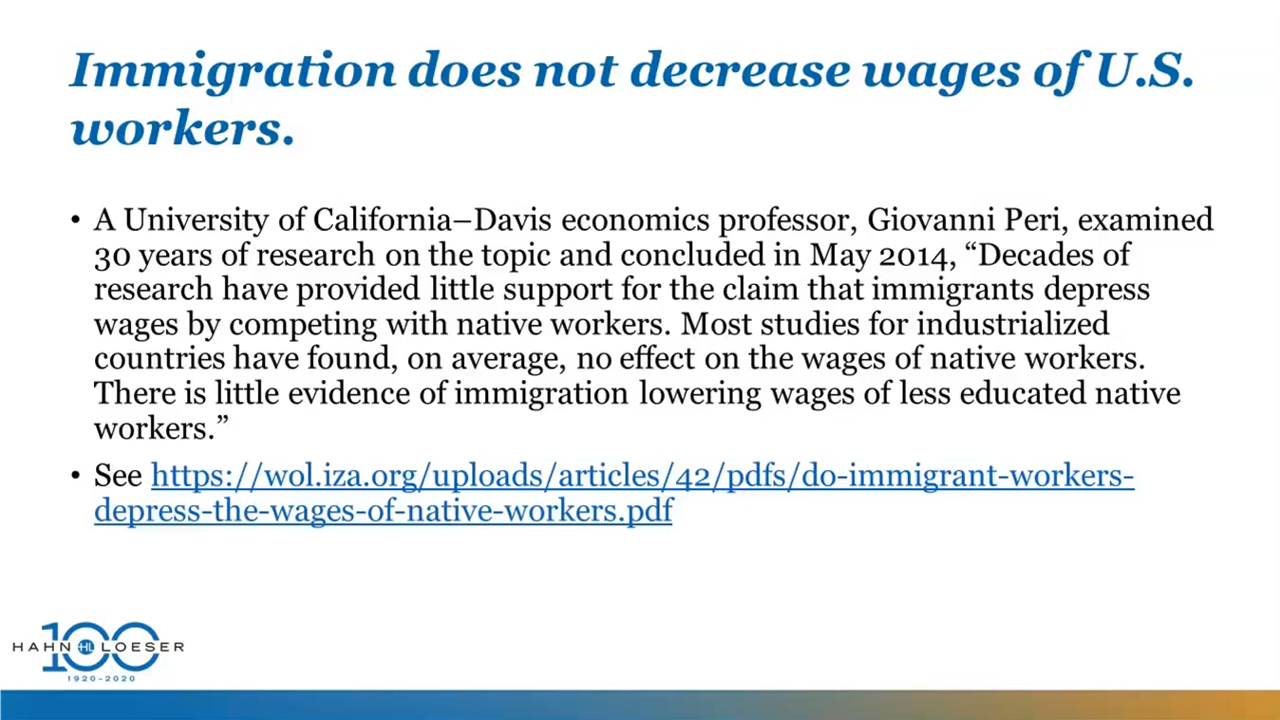 Immigration does not decrease wages of U.S.
workers.
• A University of California–Davis economics professor, Giovanni Peri, examined
30 years of research on the topic and concluded in May 2014, “Decades of
research have provided little support for the claim that immigrants depress
wages by competing with native workers. Most studies for industrialized
countries have found, on average, no effect on the wages of native workers.
There is little evidence of immigration lowering wages of less educated native
workers.”
• See https://wol.iza.org/uploads/articles/42/pdfs/do-immigrant-workers-
depress-the-wages-of-native-workers.pdf
100
HAHN HL LOESER
1920-2020